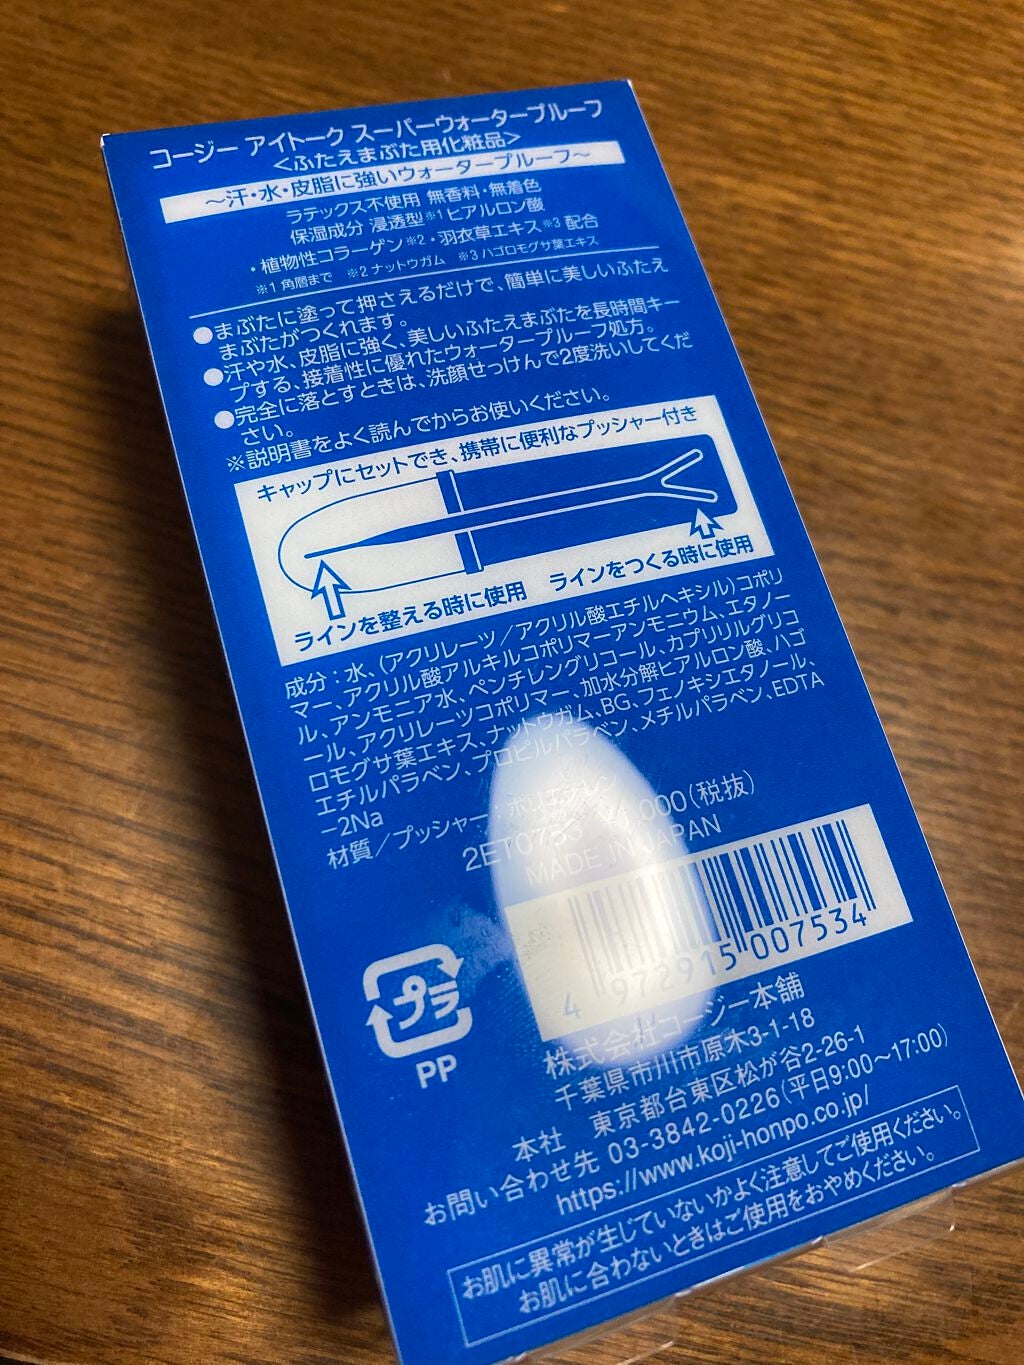 コージー アイトーク スーパーウォータープルーフ
<ふたえまぶた用化粧品>
～汗・水・皮脂に強いウォータープルーフ～
ラテックス不使用 無香料・無着色
保湿成分 浸透型※1ヒアルロン酸
・植物性コラーゲン※2・羽衣草エキス※3 配合
※1 角層まで ※2 ナットウガム ※3 ハゴロモグサ葉エキス
●まぶたに塗って押さえるだけで、簡単に美しいふたえ
まぶたがつくれます。
●汗や水、皮脂に強く、美しいふたえまぶたを長時間キー
プする、接着性に優れたウォータープルーフ処方。
●完全に落とすときは、洗顔せっけんで2度洗いしてくだ
さい。
※説明書をよく読んでからお使いください。
キャップにセットでき、携帯に便利なプッシャー付き
ラインを整える時に使用 ラインをつくる時に使用
成分：水、(アクリレーツ／アクリル酸エチルヘキシル)コポリ
マー、アクリル酸アルキルコポリマーアンモニウム、エタノー
ル、アンモニア水、ペンチレングリコール、カプリリルグリコ
ール、アクリレーツコポリマー、加水分解ヒアルロン酸、ハゴ
ロモグサ葉エキス、ナットウガム、BG、フェノキシエタノール、
エチルパラベン、プロピルパラベン、メチルパラベン、EDTA
-2Na
材質／プッシャー：ポリエチレン
2ET0753 ¥1,000(税抜)
MADE IN JAPAN
4 972915 007534
プラ
PP
株式会社コージー本舗
千葉県市川市原木3-1-18
本社 東京都台東区松が谷2-26-1
お問い合わせ先 03-3842-0226(平日9:00～17:00)
https://www.koji-honpo.co.jp/
お肌に異常が生じていないかよく注意してご使用ください。
お肌に合わないときはご使用をおやめください。